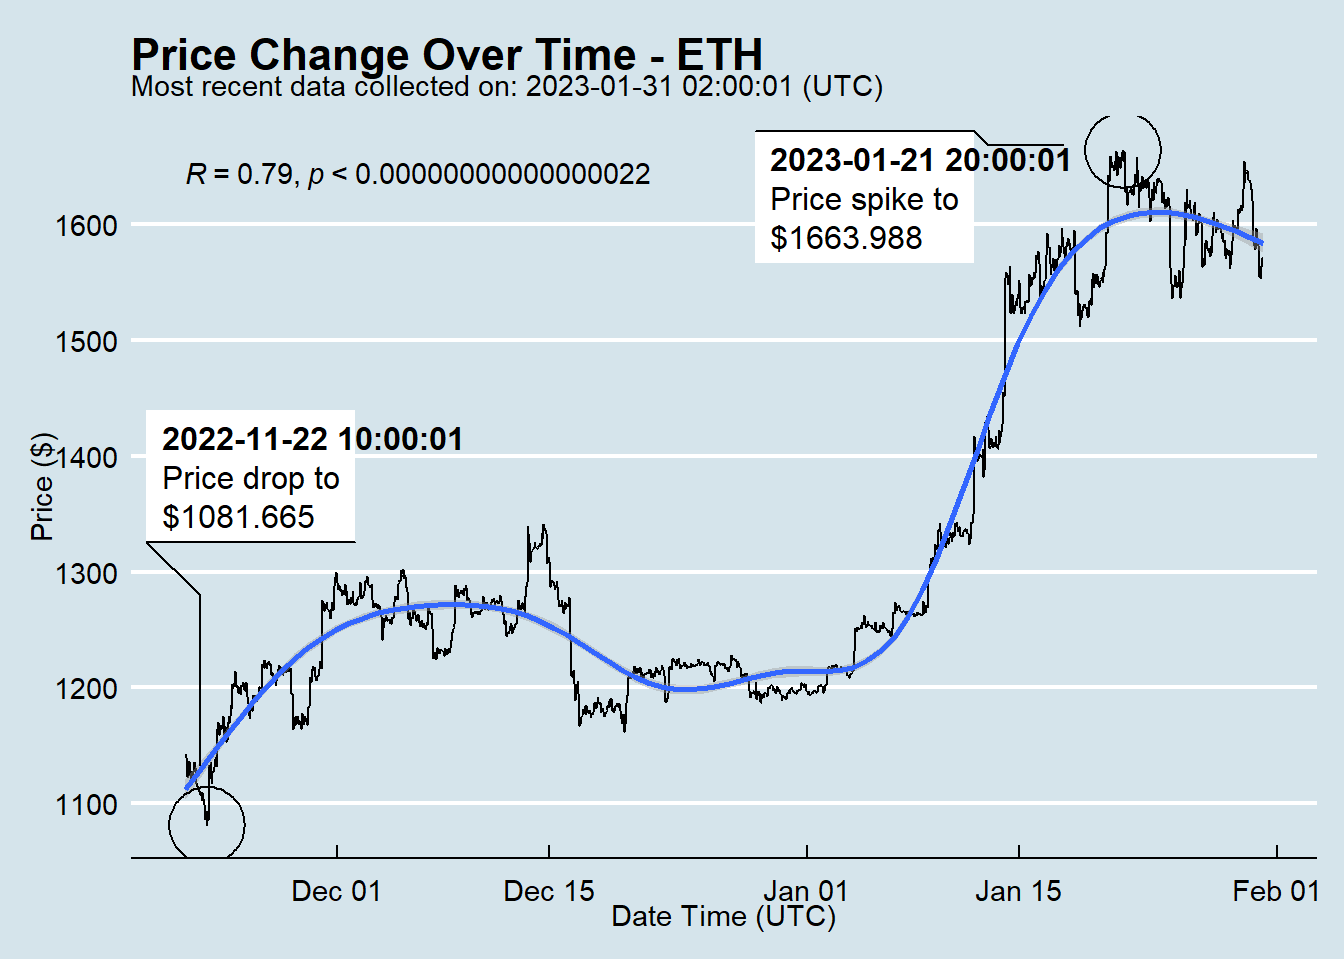 Price Change Over Time - ETH
Most recent data collected on: 2023-01-31 02:00:01 (UTC)
R = 0.79, p < 0.00000000000000022
2023-01-21 20:00:01
Price spike to
$1663.988
2022-11-22 10:00:01
Price drop to
$1081.665
Price ($)
1600
1500
1400
1300
1200
1100
Dec 01
Dec 15
Jan 01
Jan 15
Feb 01
Date Time (UTC)